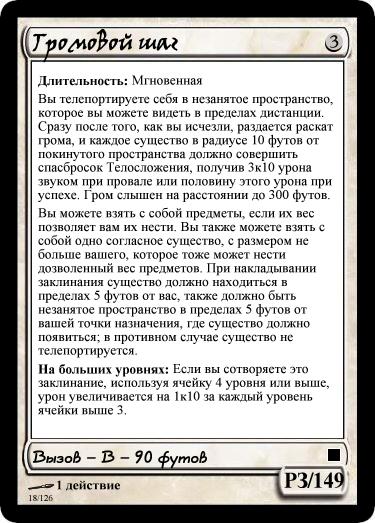 Громовой шаг
3
Длительность: Мгновенная
Вы телепортируете себя в незанятое пространство,
которое вы можете видеть в пределах дистанции.
Сразу после того, как вы исчезли, раздается раскат
грома, и каждое существо в радиусе 10 футов от
покинутого пространства должно совершить
спасбросок Телосложения, получив 3к10 урона
звуком при провале или половину этого урона при
успехе. Гром слышен на расстоянии до 300 футов.
Вы можете взять с собой предметы, если их вес
позволяет вам их нести. Вы также можете взять с
собой одно согласное существо, с размером не
больше вашего, которое тоже может нести
дозволенный вес предметов. При накладывании
заклинания существо должно находиться в
пределах 5 футов от вас, также должно быть
незанятое пространство в пределах 5 футов от
вашей точки назначения, где существо должно
появиться; в противном случае существо не
телепортируется.
На больших уровнях: Если вы сотворяете это
заклинание, используя ячейку 4 уровня или выше,
урон увеличивается на 1к10 за каждый уровень
ячейки выше 3.
Вызов – В – 90 футов
1 действие
РЗ/149
18/126